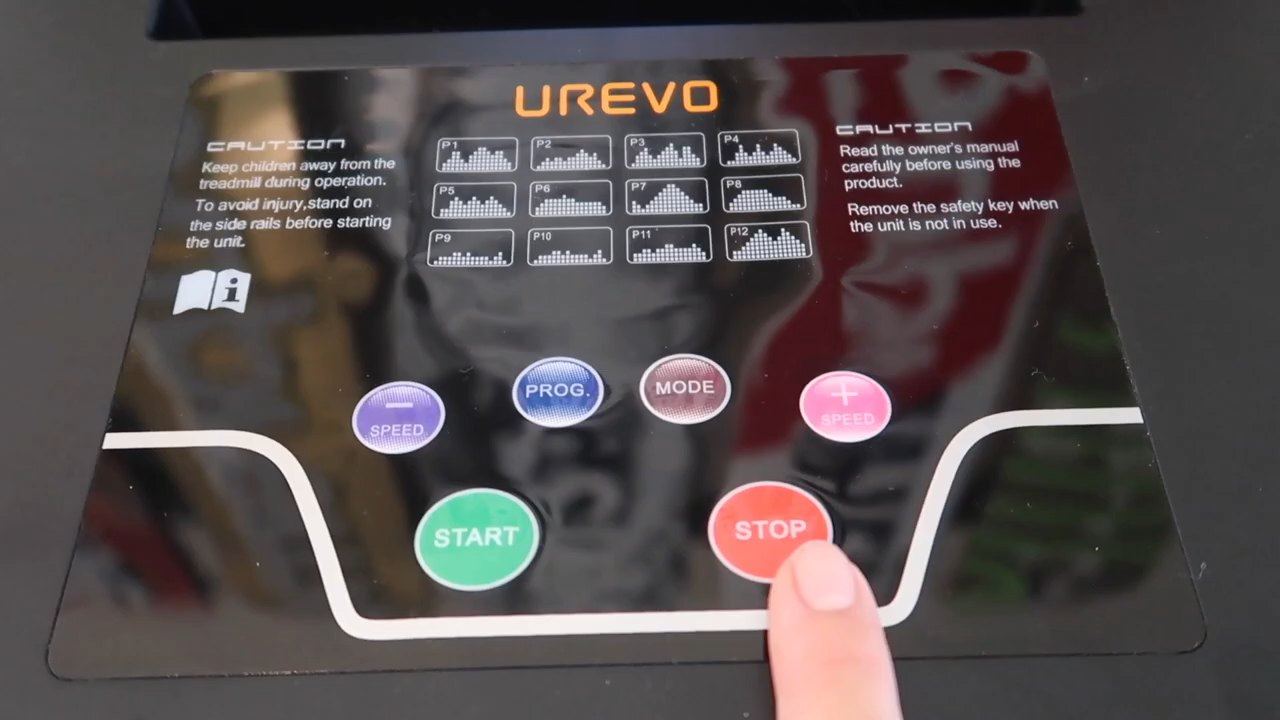 UREVO
CAUTION
Keep children away from the
treadmill during operation.
To avoid injury,stand on
the side rails before starting
the unit.
i
P1 P2 P3 P4
P5 P6 P7 P8
P9 P10 P11 P12
CAUTION
Read the owner's manual
carefully before using the
product.
Remove the safety key when
the unit is not in use.
− SPEED
PROG.
MODE
+ SPEED
START
STOP